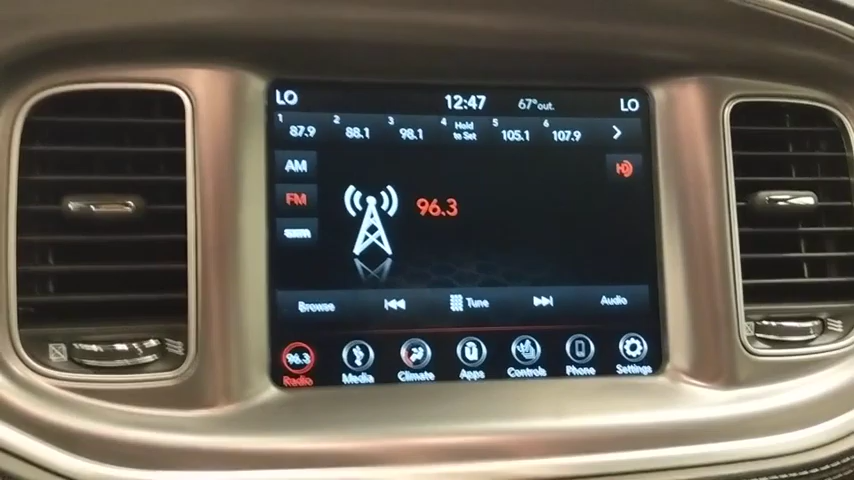 LO 12:47 67°out. LO
1 87.9 2 88.1 3 98.1 4 Hold to Set 5 105.1 6 107.9
AM
FM 96.3
Browse Tune Audio
96.3
Radio Media Climate Apps Controls Phone Settings